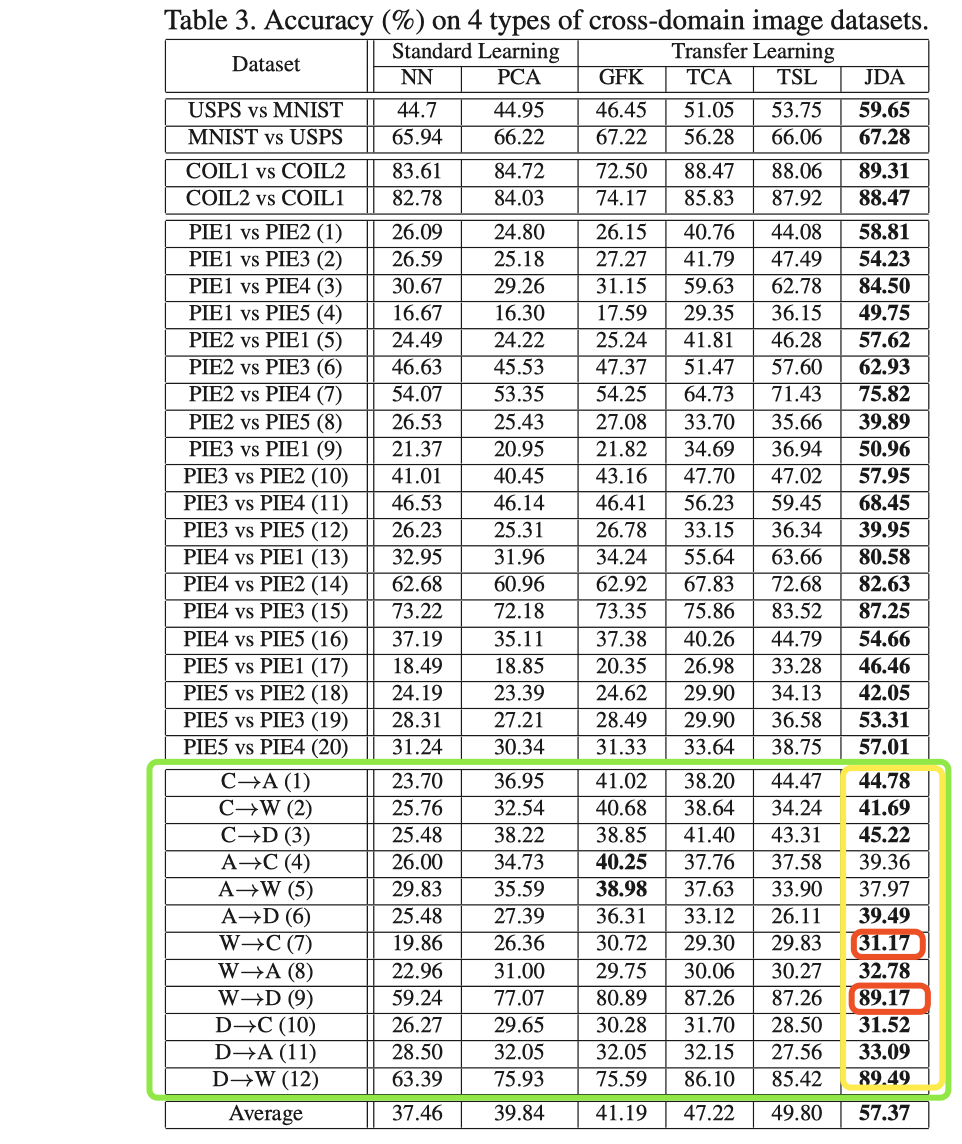 Table 3. Accuracy (%) on 4 types of cross-domain image datasets.
Dataset Standard Learning Transfer Learning
NN PCA GFK TCA TSL JDA
USPS vs MNIST 44.7 44.95 46.45 51.05 53.75 59.65
MNIST vs USPS 65.94 66.22 67.22 56.28 66.06 67.28
COIL1 vs COIL2 83.61 84.72 72.50 88.47 88.06 89.31
COIL2 vs COIL1 82.78 84.03 74.17 85.83 87.92 88.47
PIE1 vs PIE2 (1) 26.09 24.80 26.15 40.76 44.08 58.81
PIE1 vs PIE3 (2) 26.59 25.18 27.27 41.79 47.49 54.23
PIE1 vs PIE4 (3) 30.67 29.26 31.15 59.63 62.78 84.50
PIE1 vs PIE5 (4) 16.67 16.30 17.59 29.35 36.15 49.75
PIE2 vs PIE1 (5) 24.49 24.22 25.24 41.81 46.28 57.62
PIE2 vs PIE3 (6) 46.63 45.53 47.37 51.47 57.60 62.93
PIE2 vs PIE4 (7) 54.07 53.35 54.25 64.73 71.43 75.82
PIE2 vs PIE5 (8) 26.53 25.43 27.08 33.70 35.66 39.89
PIE3 vs PIE1 (9) 21.37 20.95 21.82 34.69 36.94 50.96
PIE3 vs PIE2 (10) 41.01 40.45 43.16 47.70 47.02 57.95
PIE3 vs PIE4 (11) 46.53 46.14 46.41 56.23 59.45 68.45
PIE3 vs PIE5 (12) 26.23 25.31 26.78 33.15 36.34 39.95
PIE4 vs PIE1 (13) 32.95 31.96 34.24 55.64 63.66 80.58
PIE4 vs PIE2 (14) 62.68 60.96 62.92 67.83 72.68 82.63
PIE4 vs PIE3 (15) 73.22 72.18 73.35 75.86 83.52 87.25
PIE4 vs PIE5 (16) 37.19 35.11 37.38 40.26 44.79 54.66
PIE5 vs PIE1 (17) 18.49 18.85 20.35 26.98 33.28 46.46
PIE5 vs PIE2 (18) 24.19 23.39 24.62 29.90 34.13 42.05
PIE5 vs PIE3 (19) 28.31 27.21 28.49 29.90 36.58 53.31
PIE5 vs PIE4 (20) 31.24 30.34 31.33 33.64 38.75 57.01
C→A (1) 23.70 36.95 41.02 38.20 44.47 44.78
C→W (2) 25.76 32.54 40.68 38.64 34.24 41.69
C→D (3) 25.48 38.22 38.85 41.40 43.31 45.22
A→C (4) 26.00 34.73 40.25 37.76 37.58 39.36
A→W (5) 29.83 35.59 38.98 37.63 33.90 37.97
A→D (6) 25.48 27.39 36.31 33.12 26.11 39.49
W→C (7) 19.86 26.36 30.72 29.30 29.83 31.17
W→A (8) 22.96 31.00 29.75 30.06 30.27 32.78
W→D (9) 59.24 77.07 80.89 87.26 87.26 89.17
D→C (10) 26.27 29.65 30.28 31.70 28.50 31.52
D→A (11) 28.50 32.05 32.05 32.15 27.56 33.09
D→W (12) 63.39 75.93 75.59 86.10 85.42 89.49
Average 37.46 39.84 41.19 47.22 49.80 57.37